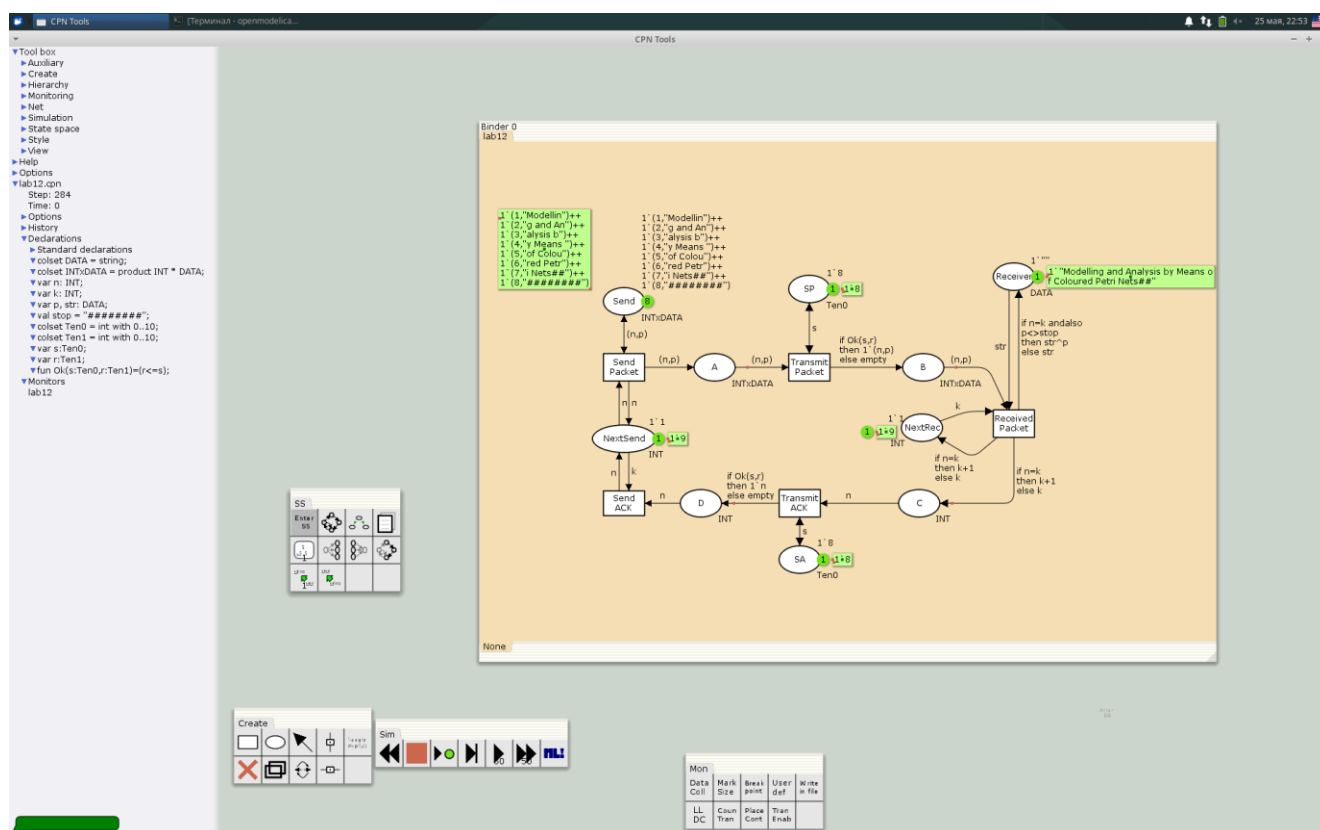 CPN Tools
[Терминал - openmodelica...
25 мая, 22:53
CPN Tools
Tool box
Auxiliary
Create
Hierarchy
Monitoring
Net
Simulation
State space
Style
View
Help
Options
lab12.cpn
Step: 284
Time: 0
Options
History
Declarations
Standard declarations
colset DATA = string;
colset INTxDATA = product INT * DATA;
var n: INT;
var k: INT;
var p, str: DATA;
val stop = "########";
colset Ten0 = int with 0..10;
colset Ten1 = int with 0..10;
var s:Ten0;
var r:Ten1;
fun Ok(s:Ten0,r:Ten1)=(r<=s);
Monitors
lab12
Binder 0
lab12
1`(1,"Modellin")++
1`(2,"g and An")++
1`(3,"alysis b")++
1`(4,"y Means ")++
1`(5,"of Colou")++
1`(6,"red Petr")++
1`(7,"i Nets##")++
1`(8,"########")
1`(1,"Modellin")++
1`(2,"g and An")++
1`(3,"alysis b")++
1`(4,"y Means ")++
1`(5,"of Colou")++
1`(6,"red Petr")++
1`(7,"i Nets##")++
1`(8,"########")
Send
8
INTxDATA
(n,p)
Send
Packet
(n,p)
A
INTxDATA
(n,p)
1`8
SP
1
1`8
Ten0
s
Transmit
Packet
if Ok(s,r)
then 1`(n,p)
else empty
B
INTxDATA
(n,p)
1`""
Receiver
1
1`"Modelling and Analysis by Means o
f Coloured Petri Nets##"
DATA
if n=k andalso
p<>stop
then str^p
else str
str
Received
Packet
k
1`1
NextRec
1
1`9
INT
if n=k
then k+1
else k
if n=k
then k+1
else k
n
n
1`1
NextSend
1
1`9
INT
n
k
Send
ACK
n
D
INT
if Ok(s,r)
then 1`n
else empty
Transmit
ACK
n
C
INT
s
1`8
SA
1
1`8
Ten0
None
SS
Enter
SS
Create
Sim
ML!
Mon
Data
Coll
Mark
Size
Break
point
User
def
Write
in file
LL
DC
Coun
Tran
Place
Cont
Tran
Enab